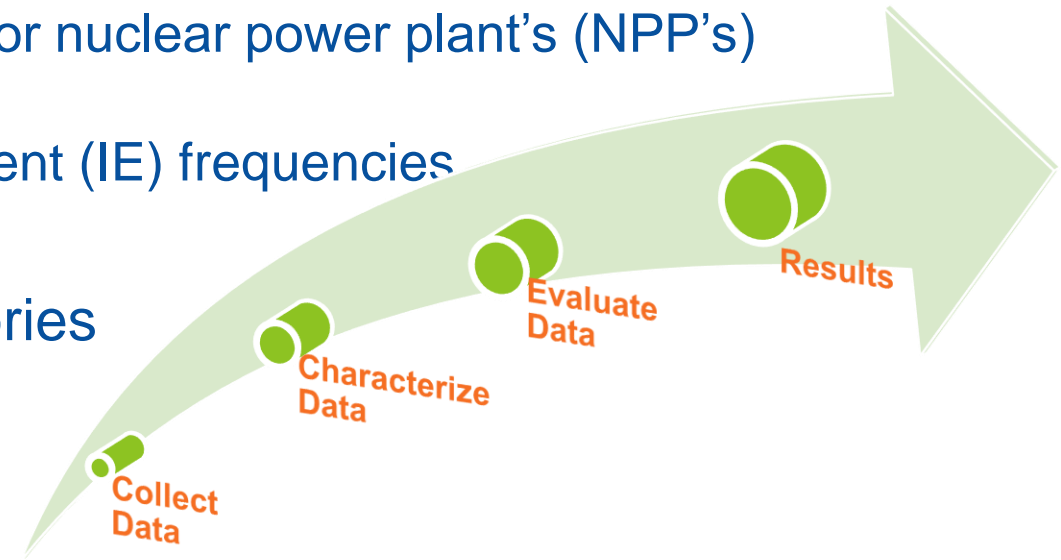 or nuclear power plant’s (NPP’s)
ent (IE) frequencies
ries
Results
Evaluate
Data
Characterize
Data
Collect
Data